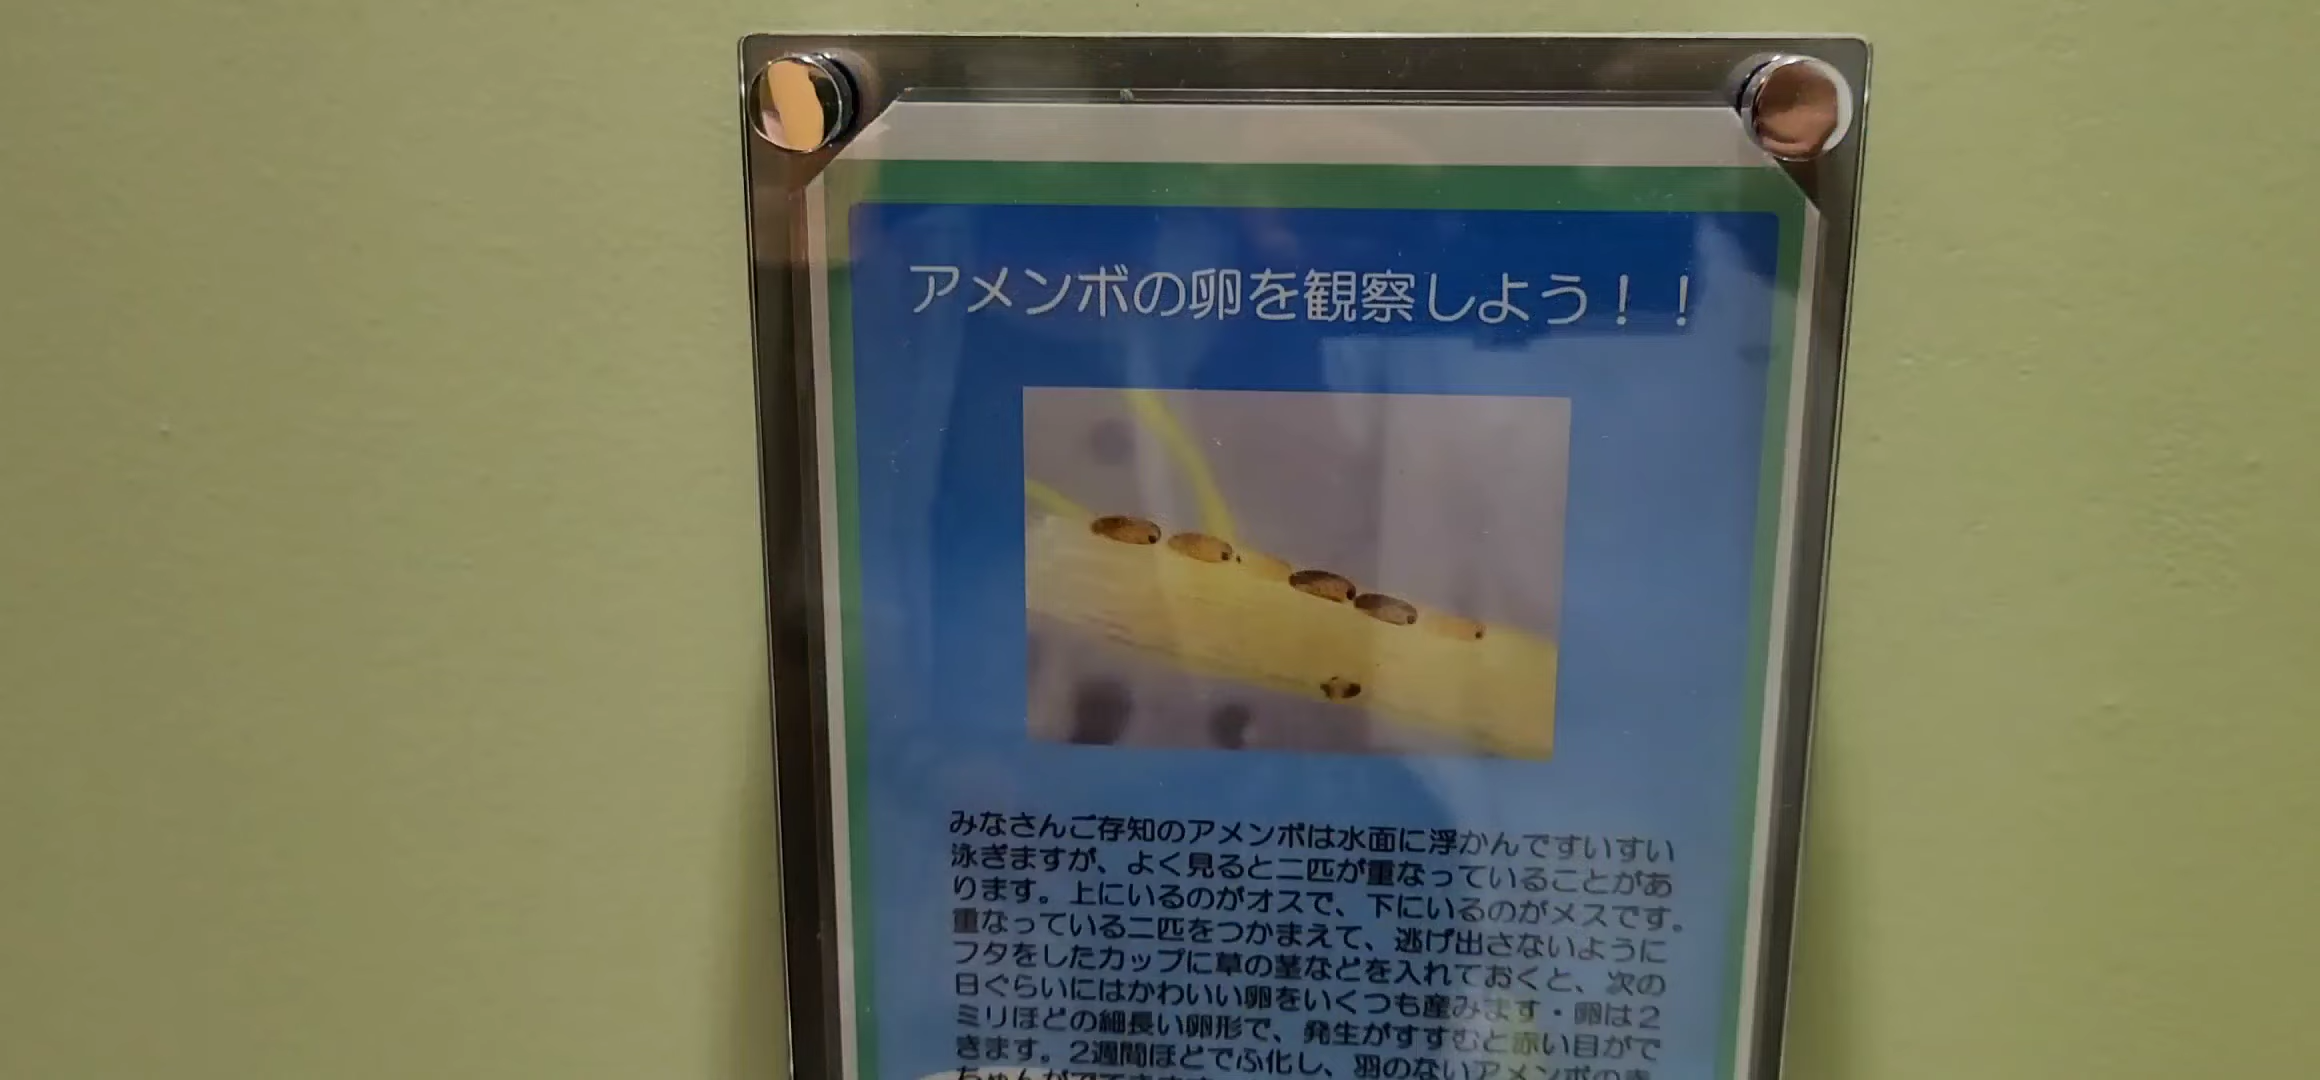 アメンボの卵を観察しよう！！
みなさんご存知のアメンボは水面に浮かんですいすい
泳ぎますが、よく見ると二匹が重なっていることがあ
ります。上にいるのがオスで、下にいるのがメスです。
重なっている二匹をつかまえて、逃げ出さないように
フタをしたカップに草の茎などを入れておくと、次の
日ぐらいにはかわいい卵をいくつも産みます・卵は２
ミリほどの細長い卵形で、発生がすすむと赤い目がで
きます。2週間ほどでふ化し、羽のないアメンボの